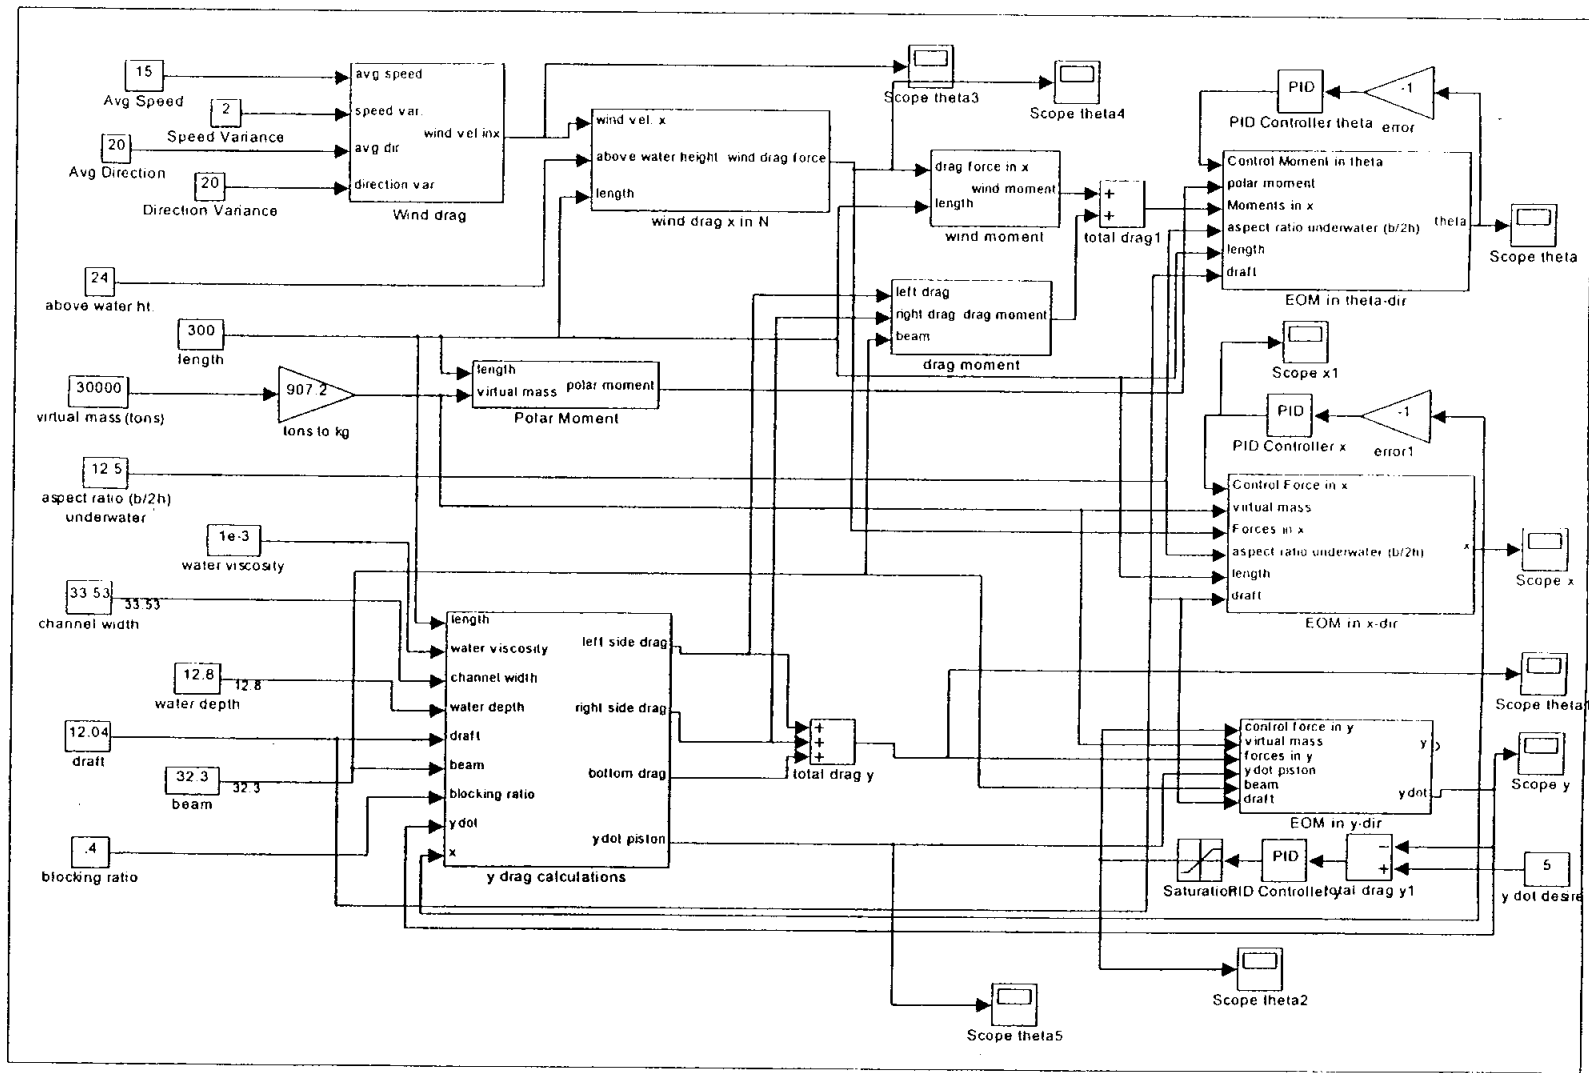 15
Avg Speed
2
Speed Variance
20
Avg Direction
20
Direction Variance
avg speed
speed var.
avg dir
direction var
wind vel inx
Wind drag
wind vel. x
above water height
length
wind drag force
wind drag x in N
Scope theta3
Scope theta4
drag force in x
length
wind moment
wind moment
+
+
total drag1
PID
PID Controller theta
-1
error
Control Moment in theta
polar moment
Moments in x
aspect ratio underwater (b/2h)
length
draft
theta
EOM in theta-dir
Scope theta
24
above water ht.
300
length
30000
virtual mass (tons)
907.2
tons to kg
length
virtual mass
polar moment
Polar Moment
left drag
right drag
beam
drag moment
drag moment
Scope x1
PID
PID Controller x
-1
error1
Control Force in x
virtual mass
Forces in x
aspect ratio underwater (b/2h)
length
draft
x
EOM in x-dir
Scope x
12 5
aspect ratio (b/2h)
underwater
1e-3
water viscosity
33 53
33.53
channel width
12.8
12.8
water depth
12.04
draft
32.3
32.3
beam
.4
blocking ratio
length
water viscosity
channel width
water depth
draft
beam
blocking ratio
ydot
x
left side drag
right side drag
bottom drag
ydot piston
y drag calculations
+
+
+
total drag y
Scope theta1
control force in y
virtual mass
forces in y
ydot piston
beam
draft
y
ydot
EOM in y-dir
Scope y
Saturation
PID
PID Controller y
−
+
total drag y1
5
y dot desire
Scope theta2
Scope theta5